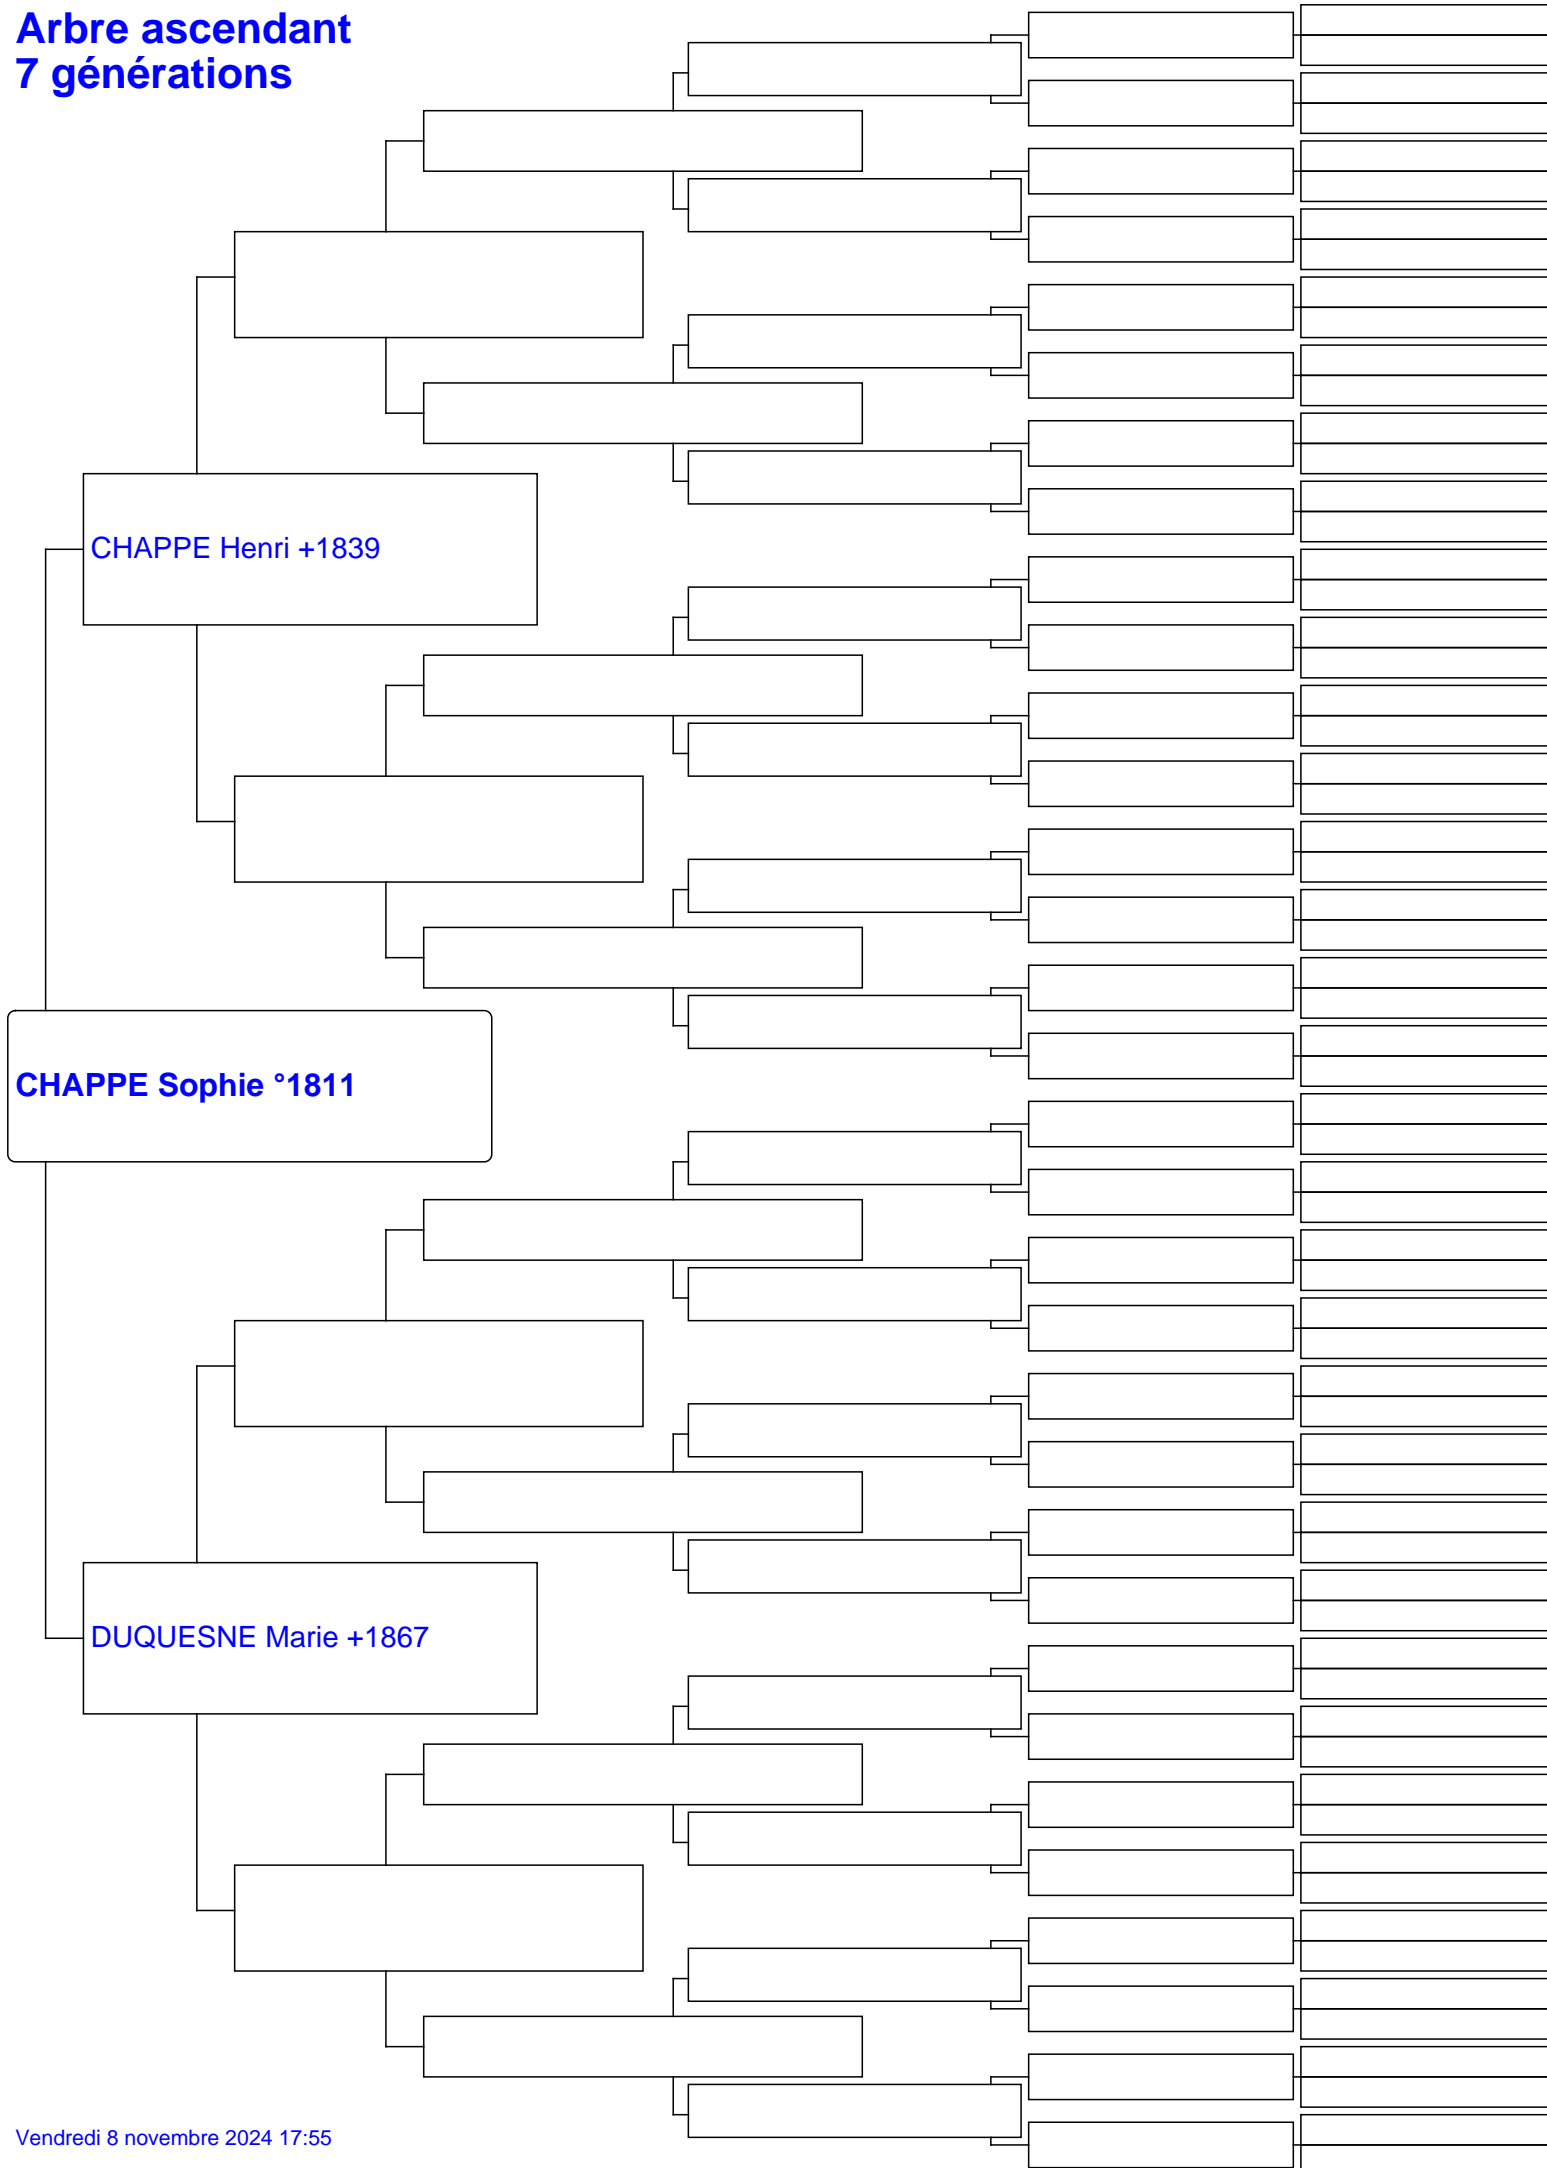 Arbre ascendant
7 générations
CHAPPE Henri +1839
CHAPPE Sophie °1811
DUQUESNE Marie +1867
Vendredi 8 novembre 2024 17:55